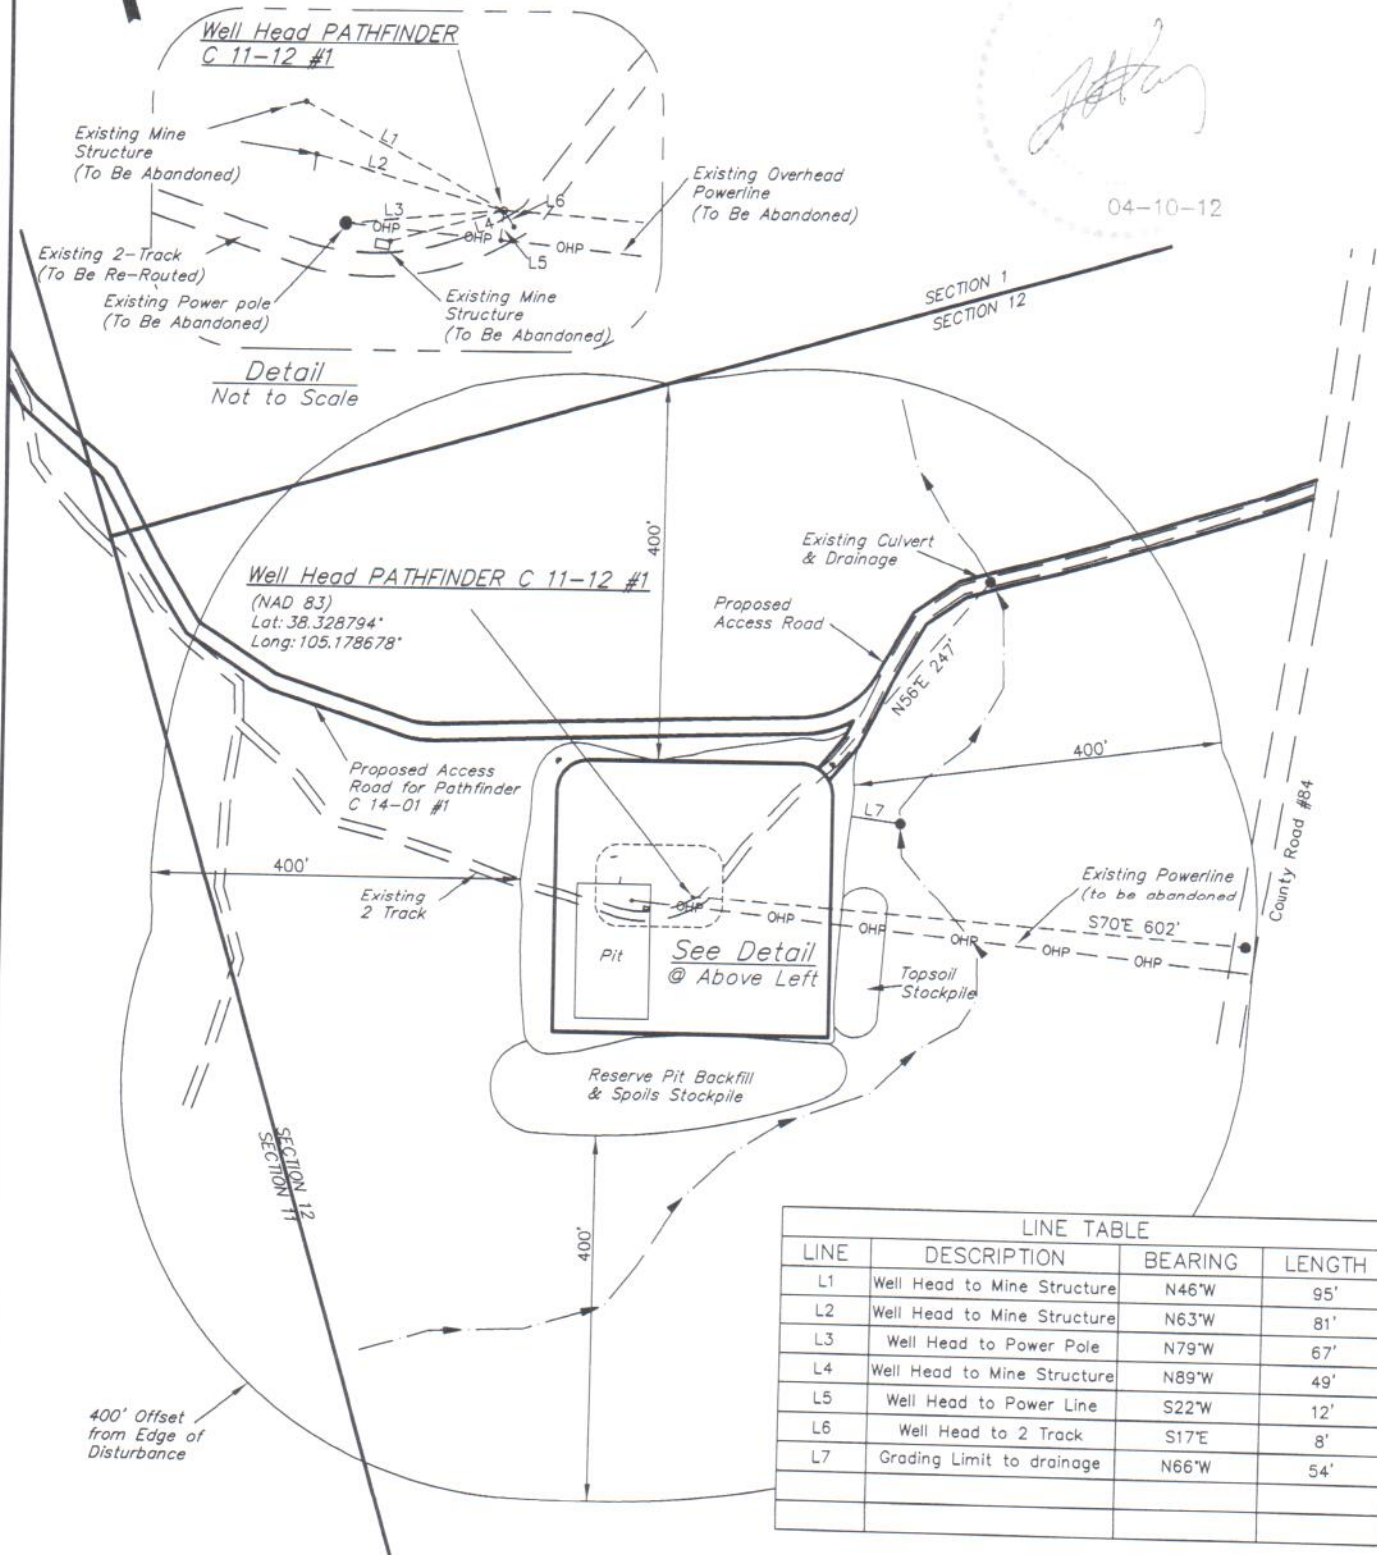 Well Head PATHFINDER
C 11-12 #1
Existing Mine
Structure
(To Be Abandoned)
L1
L2
L3
OHP
L4
OHP
L6
L5
OHP
Existing Overhead
Powerline
(To Be Abandoned)
Existing 2-Track
(To Be Re-Routed)
Existing Power pole
(To Be Abandoned)
Existing Mine
Structure
(To Be Abandoned)
Detail
Not to Scale
04-10-12
SECTION 1
SECTION 12
400'
Existing Culvert
& Drainage
Well Head PATHFINDER C 11-12 #1
(NAD 83)
Lat: 38.328794°
Long: 105.178678°
Proposed
Access Road
N56°E 247'
400'
Proposed Access
Road for Pathfinder
C 14-01 #1
L7
County Road #84
400'
Existing
2 Track
Existing Powerline
(to be abandoned
S70°E 602'
OHP
OHP
OHP
OHP
OHP
OHP
Pit
See Detail
@ Above Left
Topsoil
Stockpile
Reserve Pit Backfill
& Spoils Stockpile
SECTION 12
SECTION 11
400'
400' Offset
from Edge of
Disturbance
LINE TABLE
LINE DESCRIPTION BEARING LENGTH
L1 Well Head to Mine Structure N46°W 95'
L2 Well Head to Mine Structure N63°W 81'
L3 Well Head to Power Pole N79°W 67'
L4 Well Head to Mine Structure N89°W 49'
L5 Well Head to Power Line S22°W 12'
L6 Well Head to 2 Track S17°E 8'
L7 Grading Limit to drainage N66°W 54'